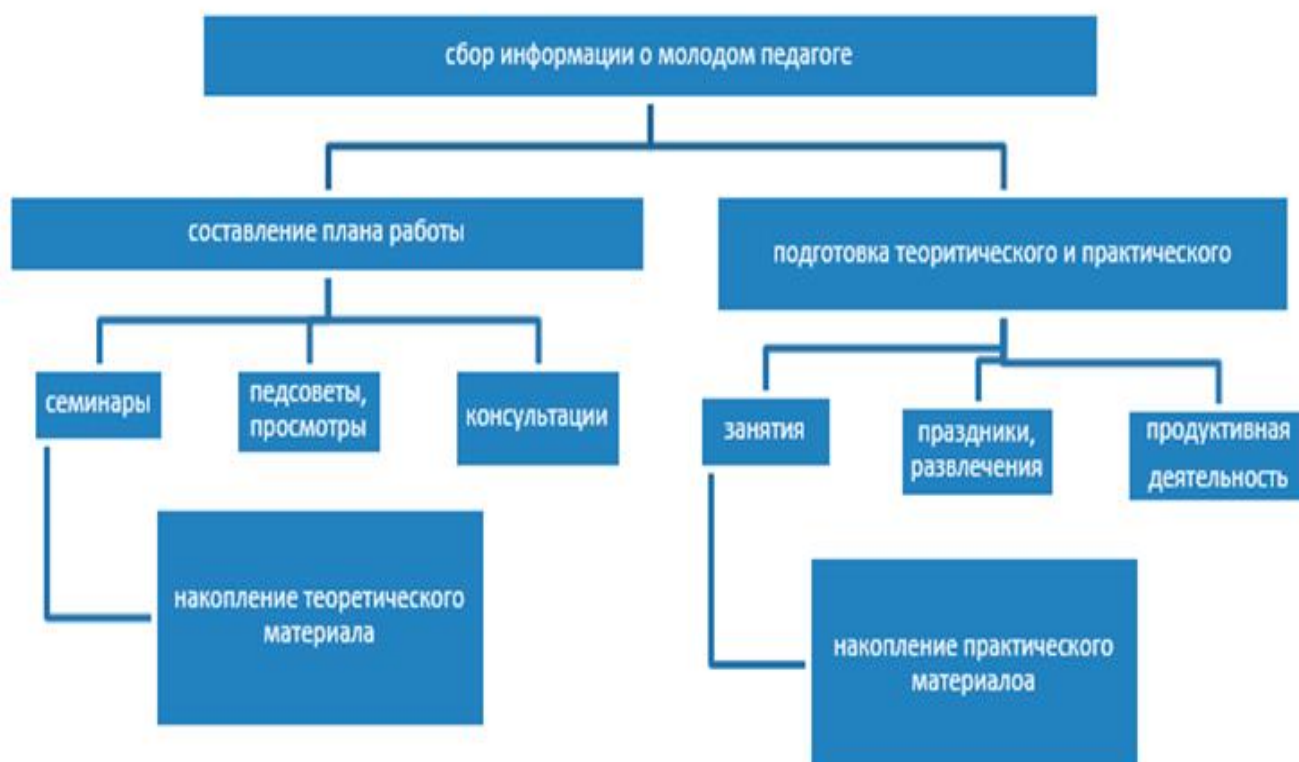 сбор информации о молодом педагоге
составление плана работы
подготовка теоритического и практического
семинары
педсоветы,
просмотры
консультации
занятия
праздники,
развлечения
продуктивная
деятельность
накопление теоретического
материала
накопление практического
материалоа